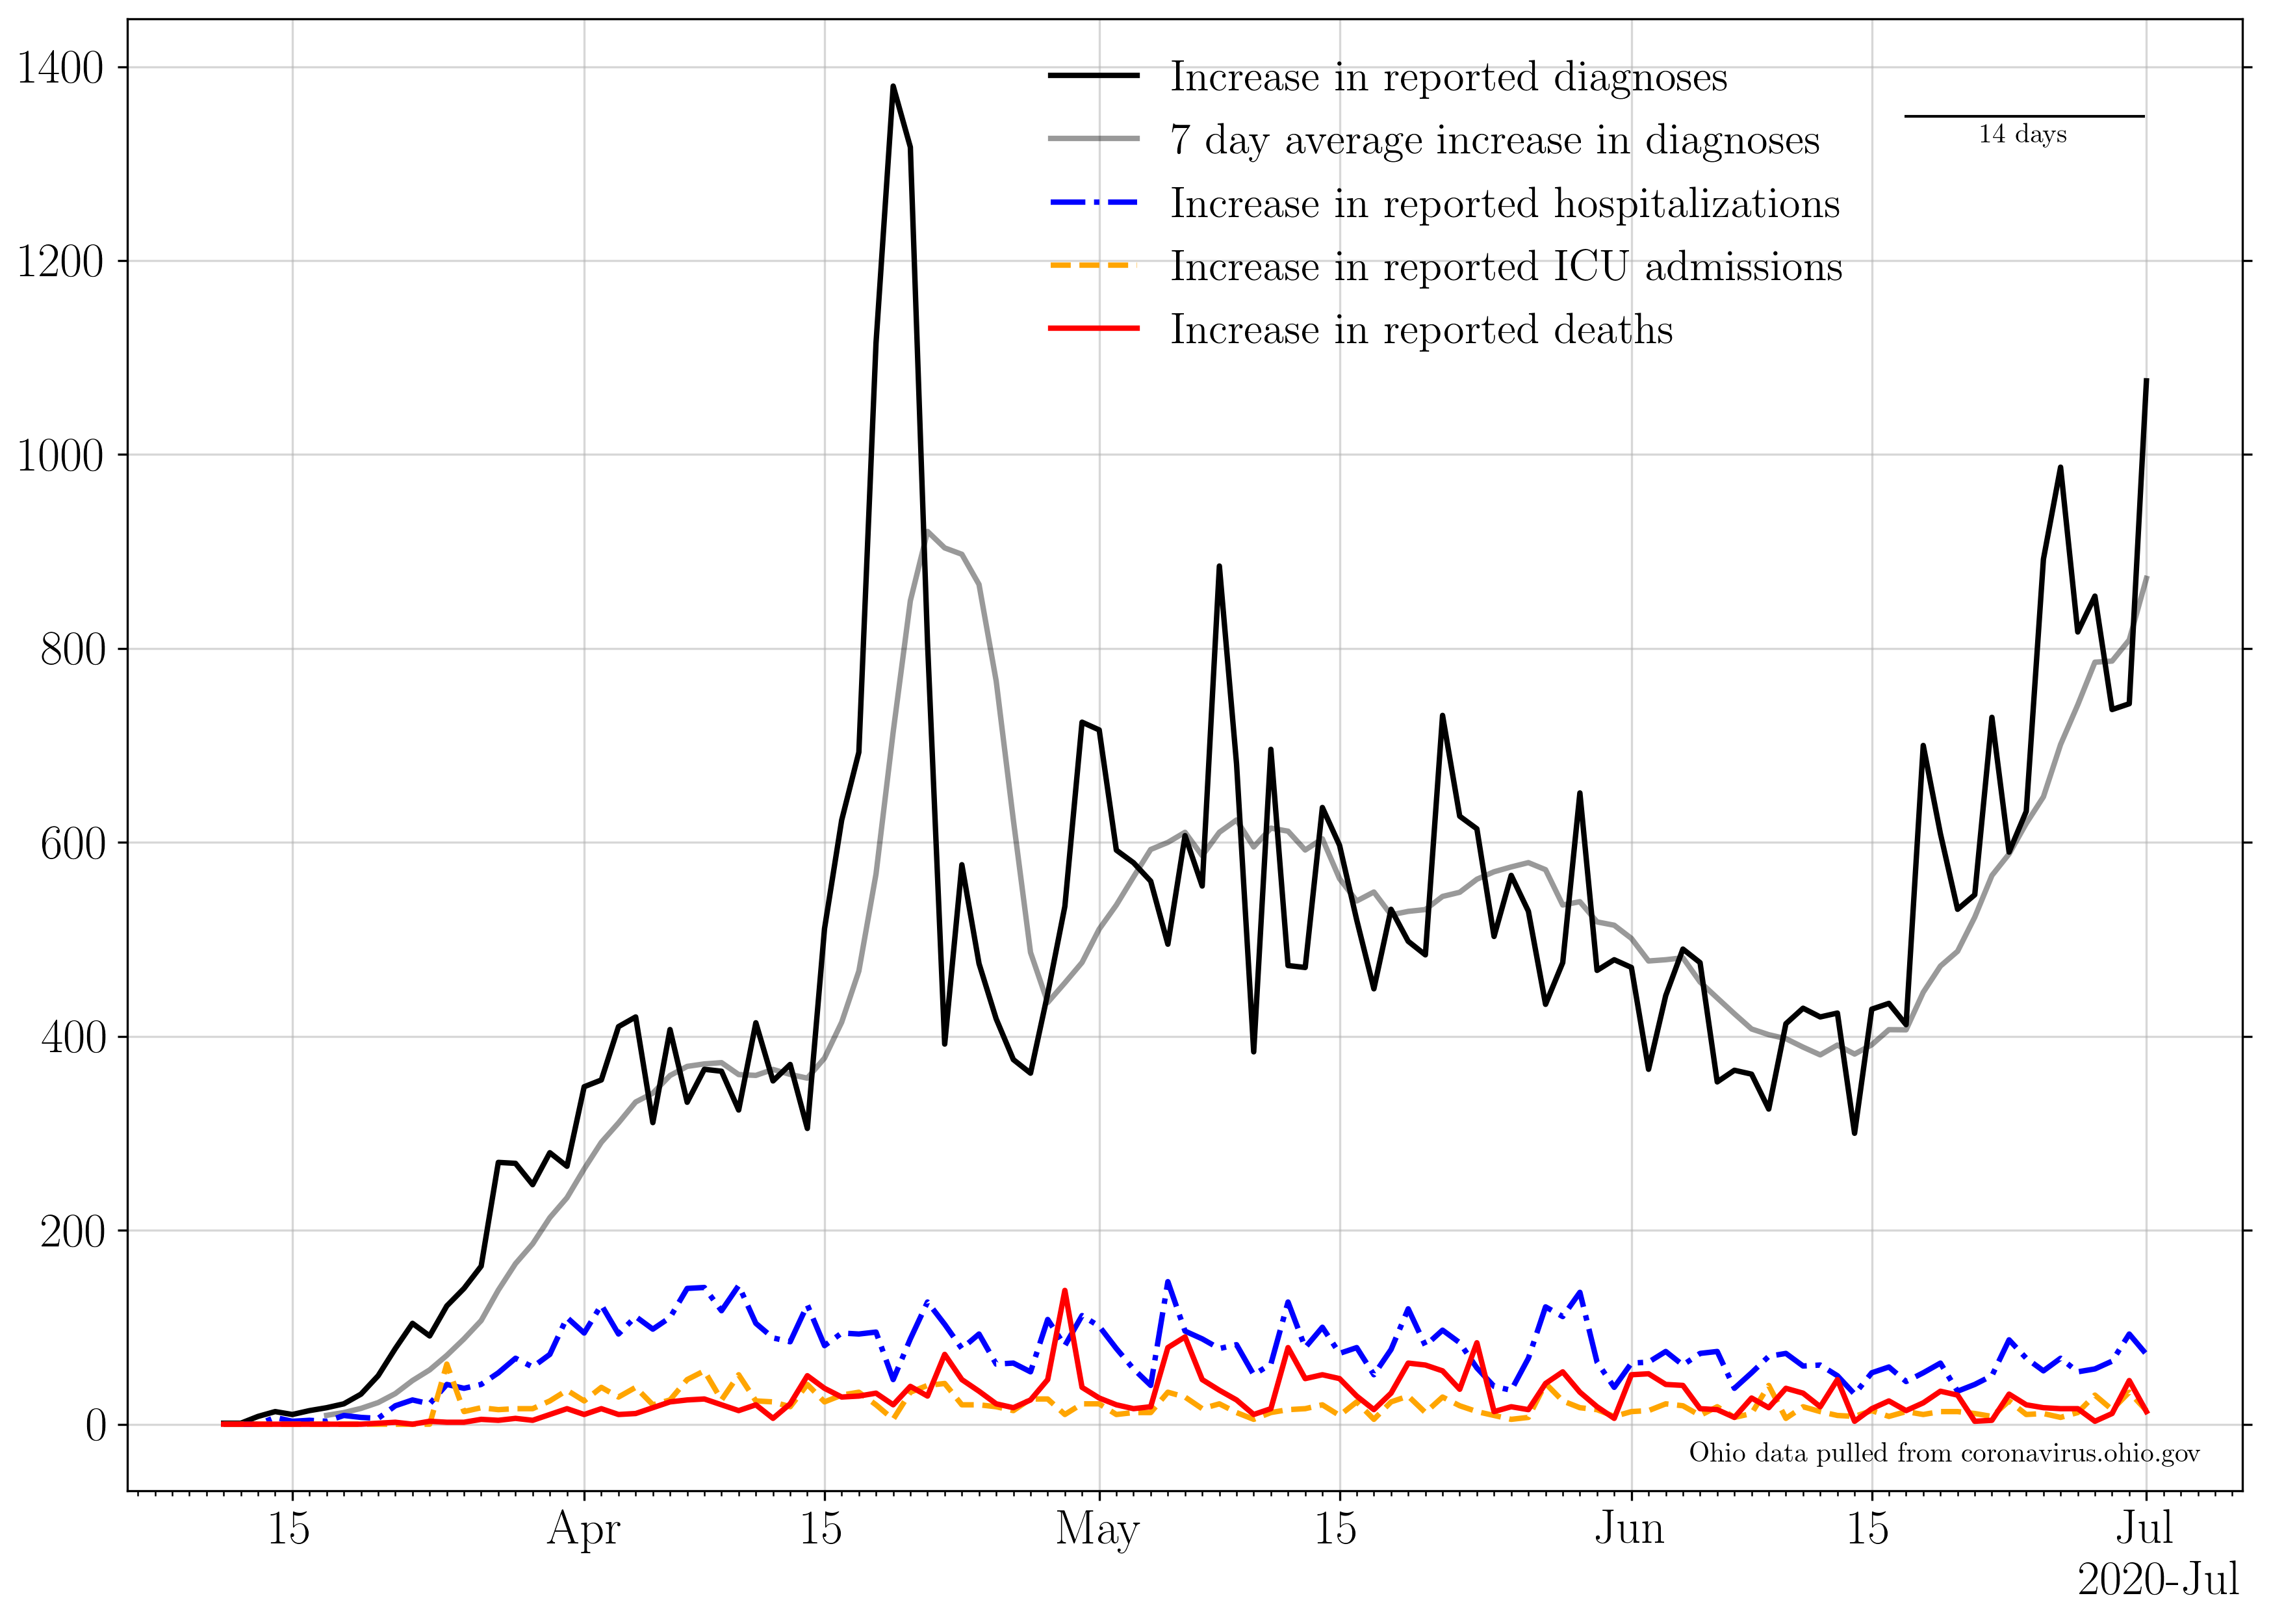 1400
1200
1000
800
600
400
200
0
Increase in reported diagnoses
7 day average increase in diagnoses
Increase in reported hospitalizations
Increase in reported ICU admissions
Increase in reported deaths
14 days
Ohio data pulled from coronavirus.ohio.gov
15 Apr 15 May 15 Jun 15 Jul
2020-Jul